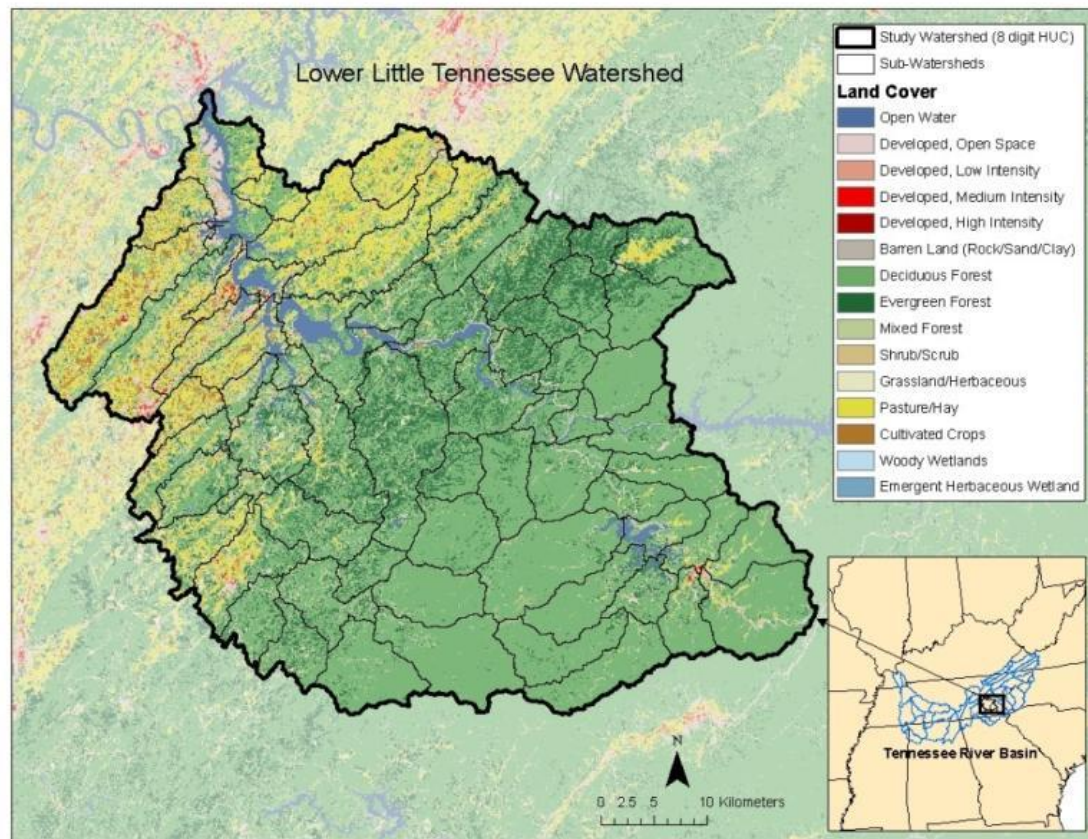 Lower Little Tennessee Watershed
Study Watershed (8 digit HUC)
Sub-Watersheds
Land Cover
Open Water
Developed, Open Space
Developed, Low Intensity
Developed, Medium Intensity
Developed, High Intensity
Barren Land (Rock/Sand/Clay)
Deciduous Forest
Evergreen Forest
Mixed Forest
Shrub/Scrub
Grassland/Herbaceous
Pasture/Hay
Cultivated Crops
Woody Wetlands
Emergent Herbaceous Wetland
Tennessee River Basin
N
0 2.5 5 10 Kilometers